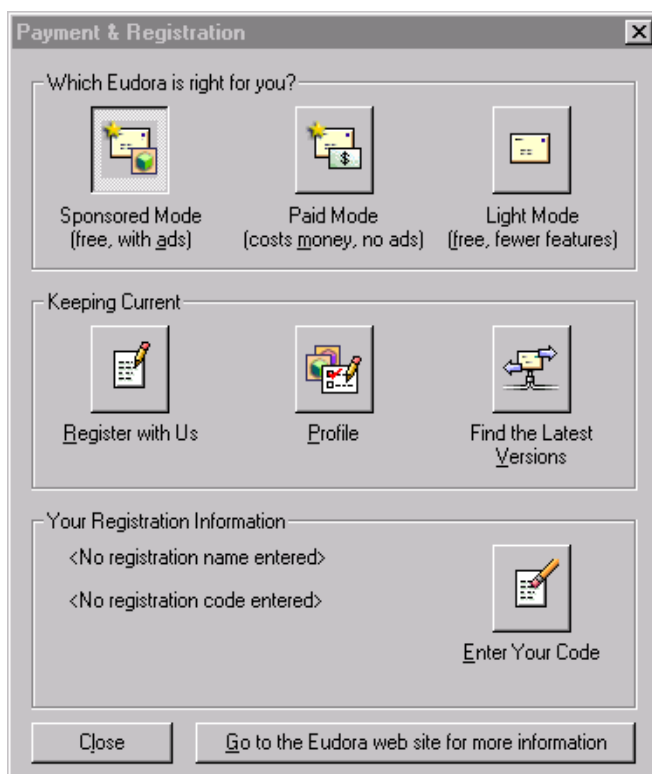 Payment & Registration
Which Eudora is right for you?
Sponsored Mode
(free, with ads)
Paid Mode
(costs money, no ads)
Light Mode
(free, fewer features)
Keeping Current
Register with Us
Profile
Find the Latest
Versions
Your Registration Information
<No registration name entered>
<No registration code entered>
Enter Your Code
Close
Go to the Eudora web site for more information